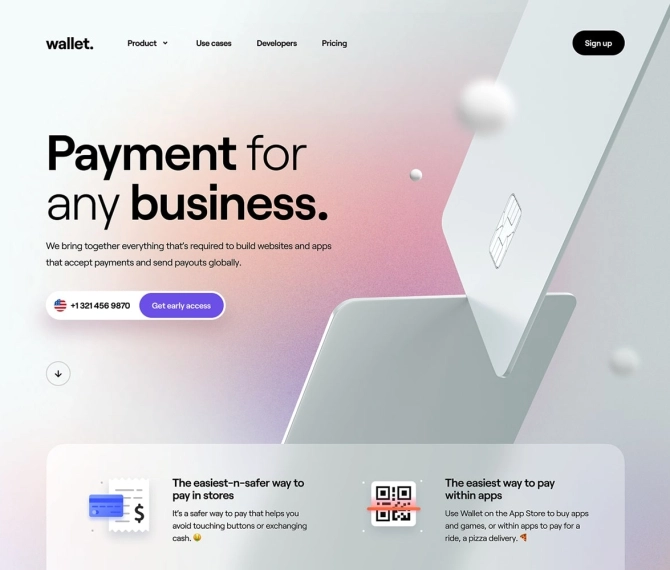 wallet.
Product
Use cases
Developers
Pricing
Sign up
Payment for
any business.
We bring together everything that's required to build websites and apps
that accept payments and send payouts globally.
+1 321 456 9870
Get early access
$
The easiest-n-safer way to
pay in stores
It's a safer way to pay that helps you
avoid touching buttons or exchanging
cash. 😄
The easiest way to pay
within apps
Use Wallet on the App Store to buy apps
and games, or within apps to pay for a
ride, a pizza delivery. 🍕